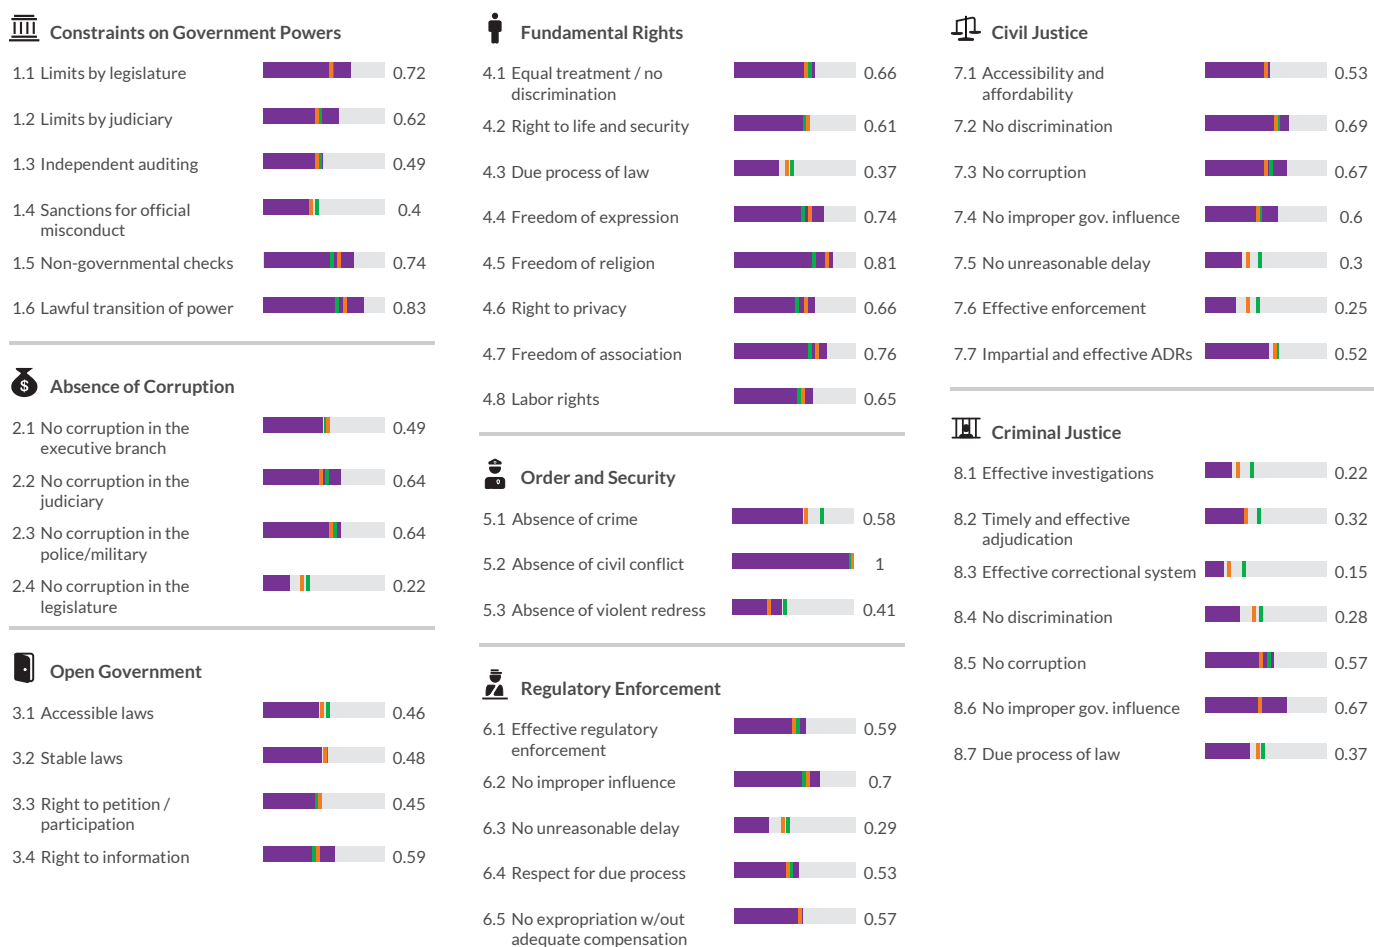 Constraints on Government Powers
1.1 Limits by legislature 0.72
1.2 Limits by judiciary 0.62
1.3 Independent auditing 0.49
1.4 Sanctions for official 0.4
misconduct
1.5 Non-governmental checks 0.74
1.6 Lawful transition of power 0.83
$ Absence of Corruption
2.1 No corruption in the 0.49
executive branch
2.2 No corruption in the 0.64
judiciary
2.3 No corruption in the 0.64
police/military
2.4 No corruption in the 0.22
legislature
Open Government
3.1 Accessible laws 0.46
3.2 Stable laws 0.48
3.3 Right to petition / 0.45
participation
3.4 Right to information 0.59
Fundamental Rights
4.1 Equal treatment / no 0.66
discrimination
4.2 Right to life and security 0.61
4.3 Due process of law 0.37
4.4 Freedom of expression 0.74
4.5 Freedom of religion 0.81
4.6 Right to privacy 0.66
4.7 Freedom of association 0.76
4.8 Labor rights 0.65
Order and Security
5.1 Absence of crime 0.58
5.2 Absence of civil conflict 1
5.3 Absence of violent redress 0.41
Regulatory Enforcement
6.1 Effective regulatory 0.59
enforcement
6.2 No improper influence 0.7
6.3 No unreasonable delay 0.29
6.4 Respect for due process 0.53
6.5 No expropriation w/out 0.57
adequate compensation
Civil Justice
7.1 Accessibility and 0.53
affordability
7.2 No discrimination 0.69
7.3 No corruption 0.67
7.4 No improper gov. influence 0.6
7.5 No unreasonable delay 0.3
7.6 Effective enforcement 0.25
7.7 Impartial and effective ADRs 0.52
Criminal Justice
8.1 Effective investigations 0.22
8.2 Timely and effective 0.32
adjudication
8.3 Effective correctional system 0.15
8.4 No discrimination 0.28
8.5 No corruption 0.57
8.6 No improper gov. influence 0.67
8.7 Due process of law 0.37